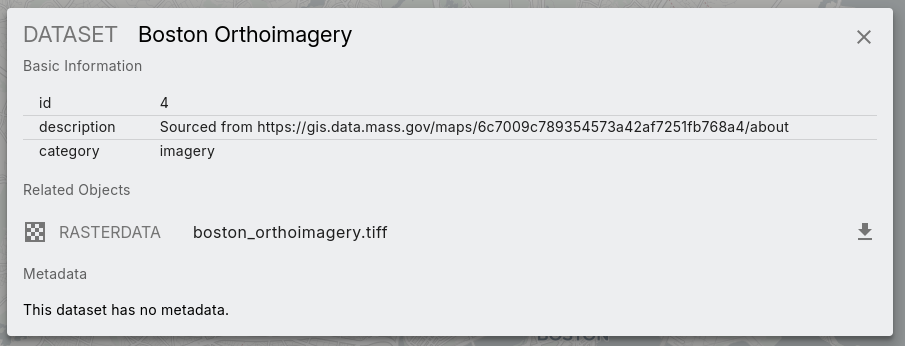 DATASET Boston Orthoimagery
Basic Information
id 4
description Sourced from https://gis.data.mass.gov/maps/6c7009c789354573a42af7251fb768a4/about
category imagery
Related Objects
RASTERDATA boston_orthoimagery.tiff
Metadata
This dataset has no metadata.
BOSTON